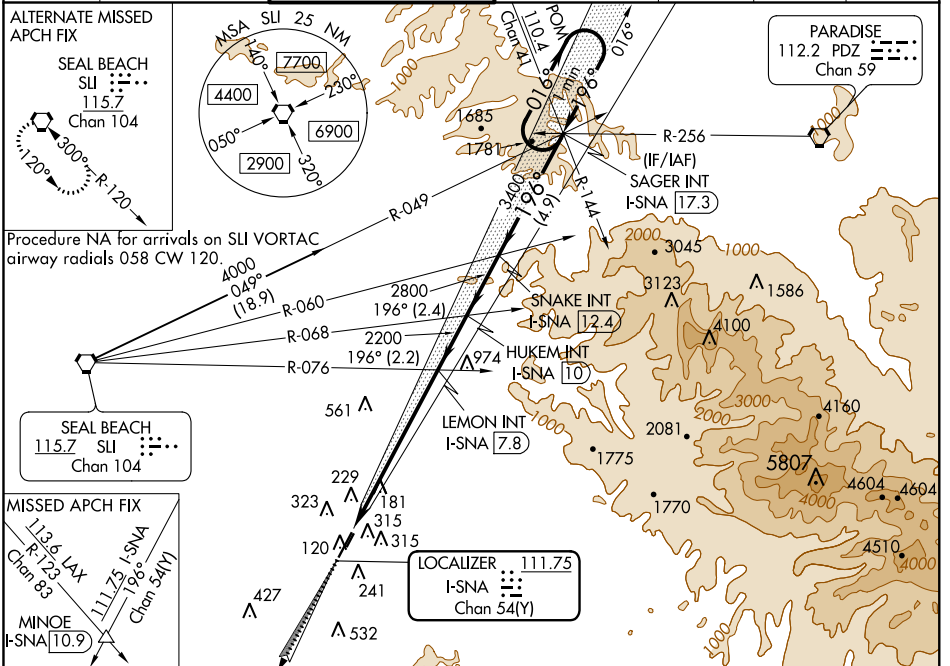 ALTERNATE MISSED
APCH FIX
SEAL BEACH
SLI
115.7
Chan 104
300°
120°
R-120
MSA SLI 25 NM
140°
7700
4400
230°
050°
6900
2900
320°
Procedure NA for arrivals on SLI VORTAC
airway radials 058 CW 120.
POM
110.4
Chan 41
016°
016°
196°
1 min
1000
1685
1781
PARADISE
112.2 PDZ
Chan 59
R-256
(IF/IAF)
SAGER INT
I-SNA 17.3
R-144
R-049
3400
196°
(4.9)
4000
049°
(18.9)
R-060
R-068
R-076
2800
196° (2.4)
2200
196° (2.2)
SNAKE INT
I-SNA 12.4
HUKEM INT
I-SNA 10
LEMON INT
I-SNA 7.8
2000
3045
1000
3123
1586
4100
974
561
1000
3000
2000
4160
2081
1775
5807
4000
4604
4604
1770
4510
4000
1000
SEAL BEACH
115.7 SLI
Chan 104
229
323
181
315
315
120
241
427
532
LOCALIZER 111.75
I-SNA
Chan 54(Y)
MISSED APCH FIX
113.6 LAX
R-123
Chan 83
111.75 I-SNA
196°
Chan 54(Y)
MINOE
I-SNA 10.9